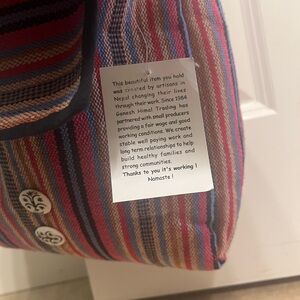 This beautiful item you hold
was created by artisans in
Nepal changing their lives
through their work. Since 1984
Ganesh Himal Trading has
partnered with small producers
providing a fair wage and good
working conditions. We create
stable well paying work and
long term relationships to help
build healthy families and
strong communities.
Thanks to you it's working !
Namaste !